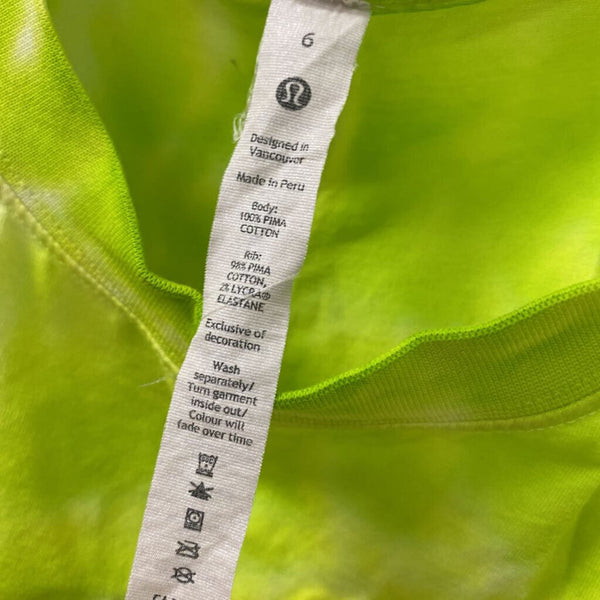 6
Designed in
Vancouver
Made in Peru
Body:
100% PIMA
COTTON
Rib:
98% PIMA
COTTON,
2% LYCRA®
ELASTANE
Exclusive of
decoration
Wash
separately/
Turn garment
inside out/
Colour will
fade over time